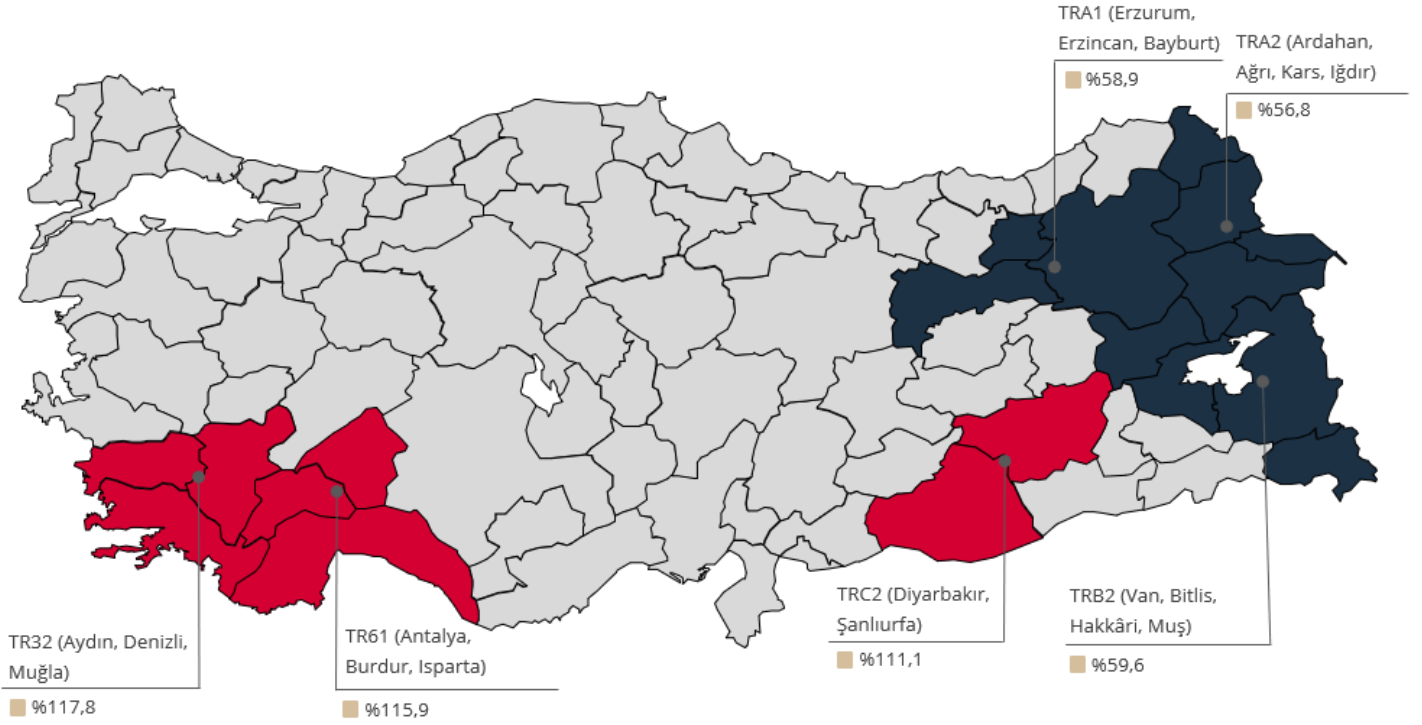 TRA1 (Erzurum,
Erzincan, Bayburt)
%58,9
TRA2 (Ardahan,
Ağrı, Kars, Iğdır)
%56,8
TR32 (Aydın, Denizli,
Muğla)
%117,8
TR61 (Antalya,
Burdur, Isparta)
%115,9
TRC2 (Diyarbakır,
Şanlıurfa)
%111,1
TRB2 (Van, Bitlis,
Hakkâri, Muş)
%59,6